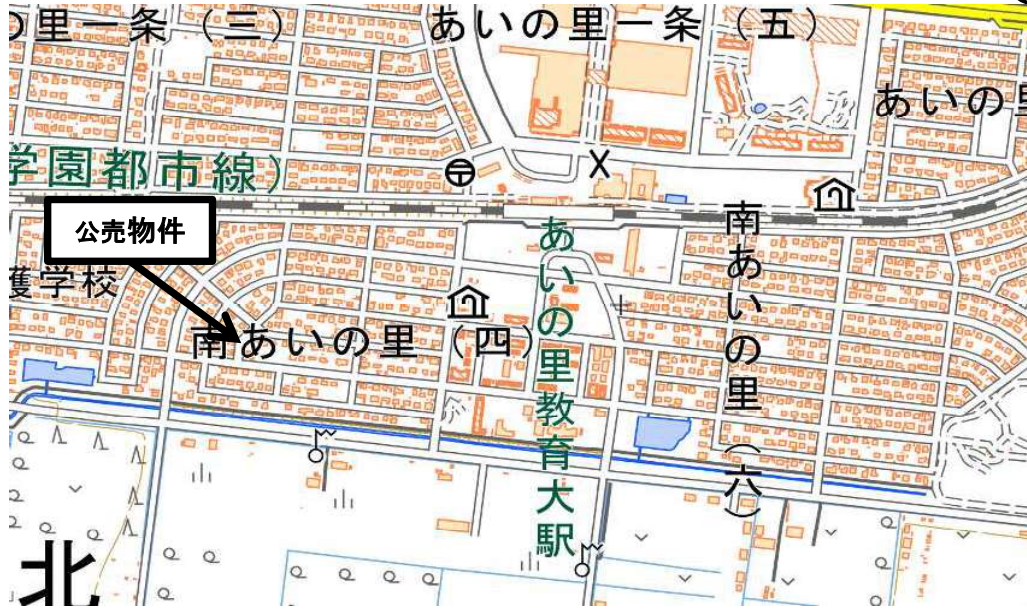 の里一条（三）
あいの里一条（五）
あいの里
学園都市線）
公売物件
護学校
南あいの里（四）
あいの里教育大駅
南あいの里（六）
北